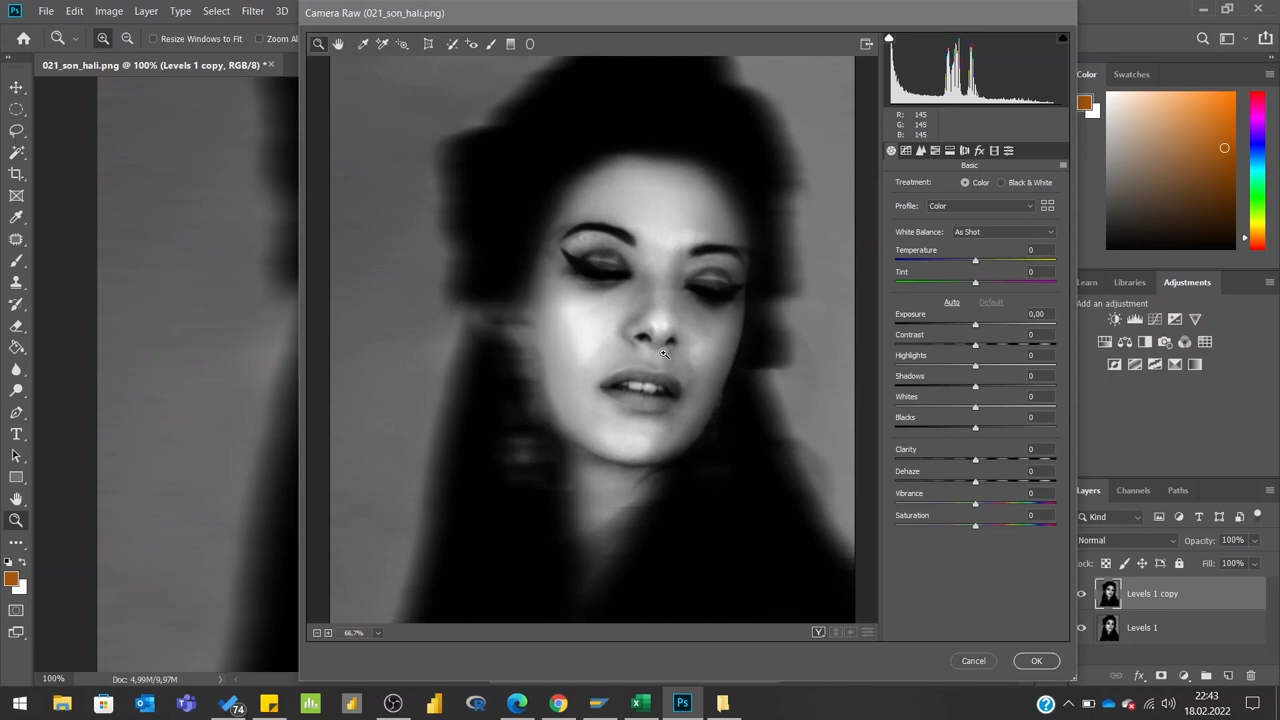 Ps File Edit Image Layer Type Select Filter 3D
Camera Raw (021_son_hali.png)
Resize Windows to Fit
021_son_hali.png @ 100% (Levels 1 copy, RGB/8) * ×
R: 145
G: 145
B: 145
Basic
Treatment: Color Black & White
Profile: Color
White Balance: As Shot
Temperature 0
Tint 0
Auto Default
Exposure 0,00
Contrast 0
Highlights 0
Shadows 0
Whites 0
Blacks 0
Clarity 0
Dehaze 0
Vibrance 0
Saturation 0
66,7%
Y
Cancel OK
Color Swatches
Libraries Adjustments
Add an adjustment
Layers Channels Paths
Kind
Normal Opacity: 100%
Fill: 100%
Levels 1 copy
Levels 1
fx
100% Doc: 4,99M/9,97M
74
Ps
22:43
18.02.2022